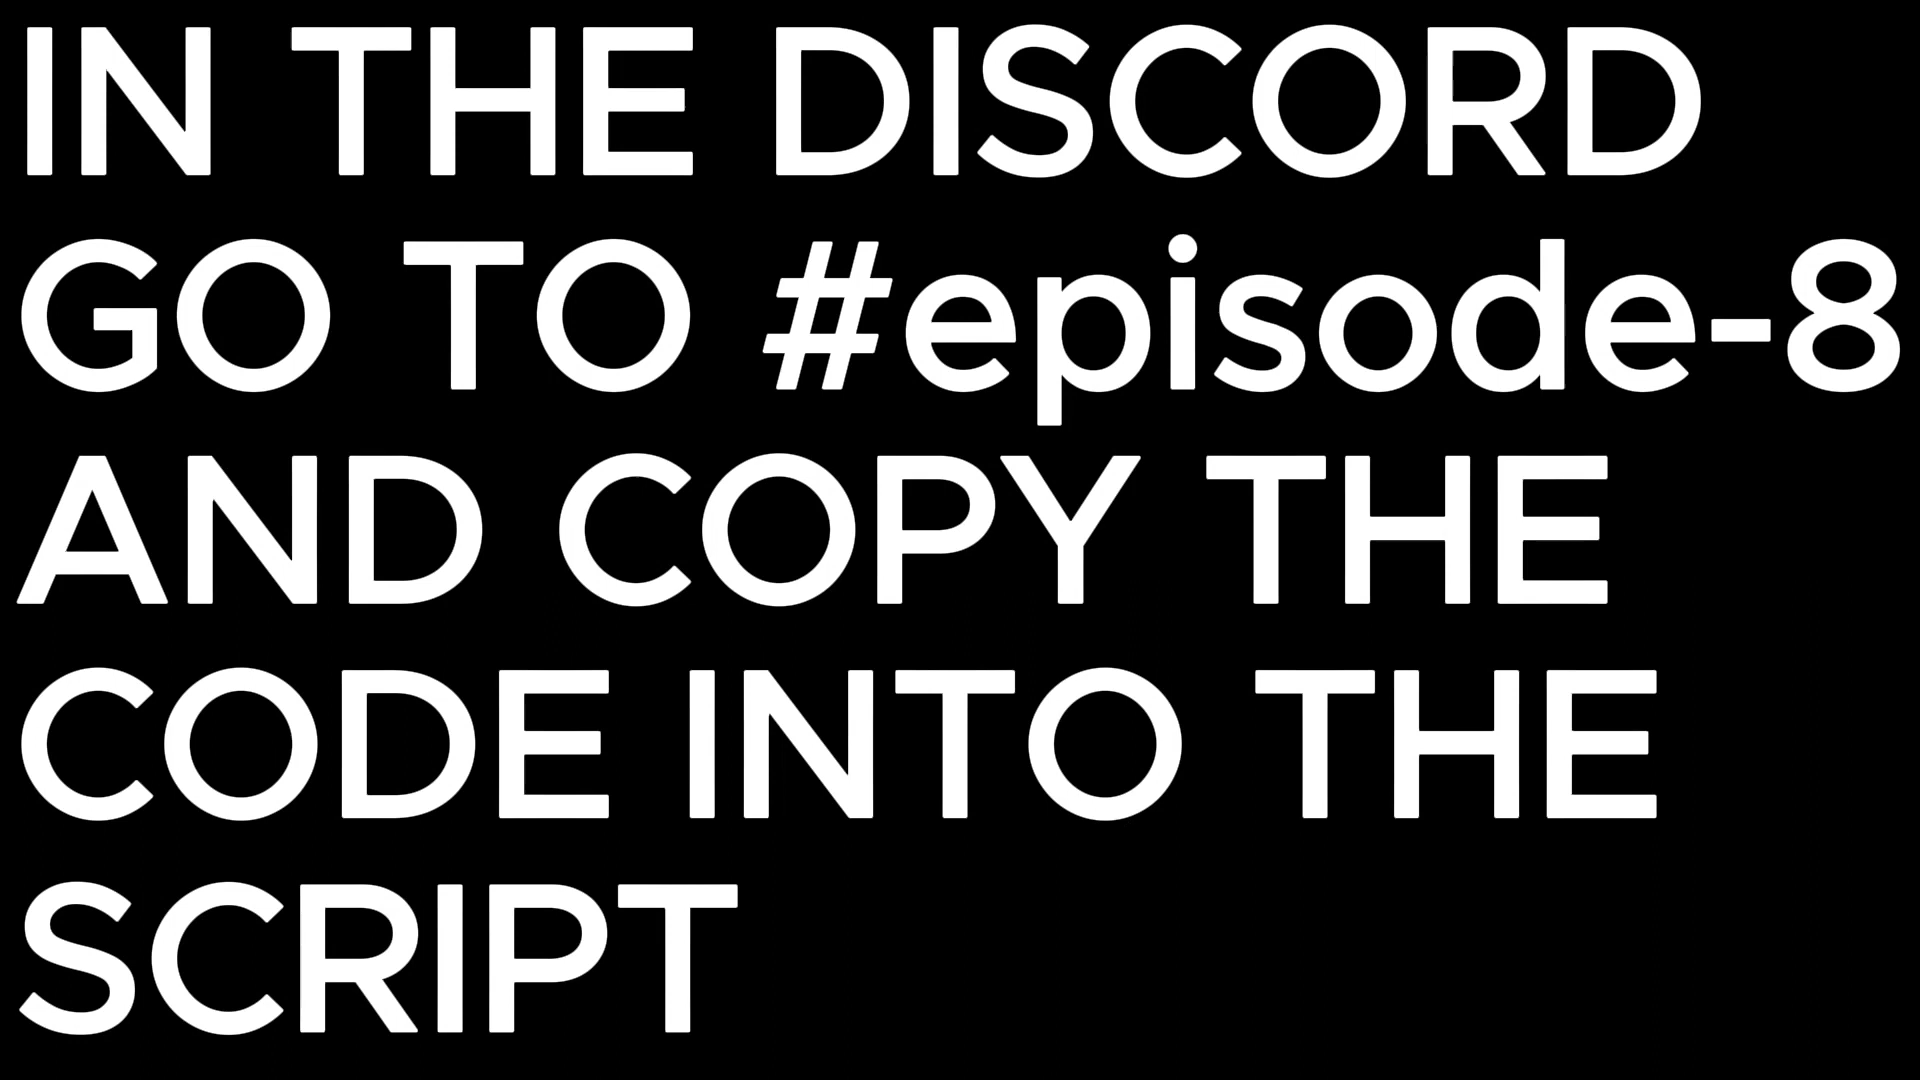 IN THE DISCORD
GO TO #episode-8
AND COPY THE
CODE INTO THE
SCRIPT